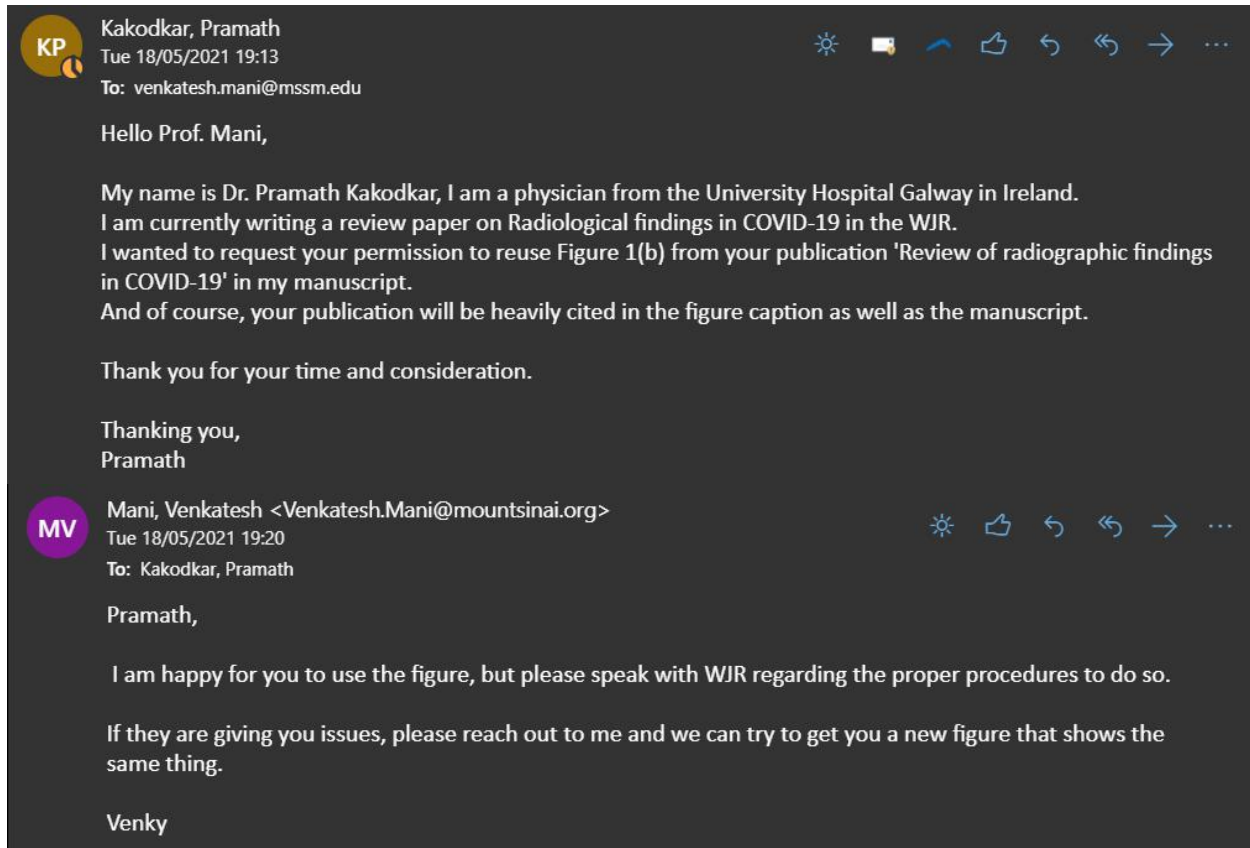 KP
Kakodkar, Pramath
Tue 18/05/2021 19:13
To: venkatesh.mani@mssm.edu
Hello Prof. Mani,
My name is Dr. Pramath Kakodkar, I am a physician from the University Hospital Galway in Ireland.
I am currently writing a review paper on Radiological findings in COVID-19 in the WJR.
I wanted to request your permission to reuse Figure 1(b) from your publication 'Review of radiographic findings
in COVID-19' in my manuscript.
And of course, your publication will be heavily cited in the figure caption as well as the manuscript.
Thank you for your time and consideration.
Thanking you,
Pramath
MV
Mani, Venkatesh <Venkatesh.Mani@mountsinai.org>
Tue 18/05/2021 19:20
To: Kakodkar, Pramath
Pramath,
I am happy for you to use the figure, but please speak with WJR regarding the proper procedures to do so.
If they are giving you issues, please reach out to me and we can try to get you a new figure that shows the
same thing.
Venky